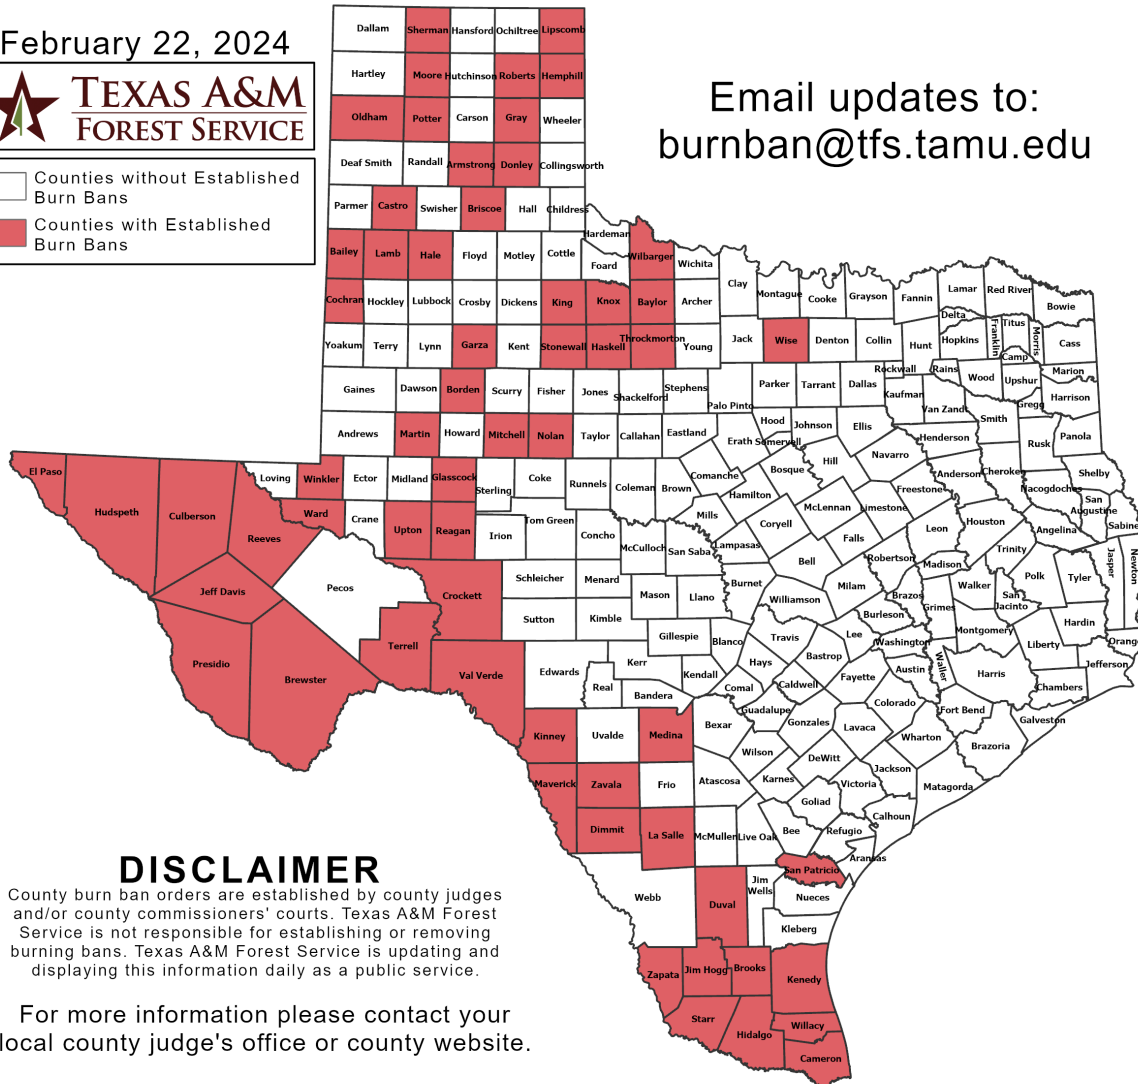 February 22, 2024
TEXAS A&M
FOREST SERVICE
Counties without Established
Burn Bans
Counties with Established
Burn Bans
Email updates to:
burnban@tfs.tamu.edu
Dallam Sherman Hansford Ochiltree Lipscomb
Hartley Moore Hutchinson Roberts Hemphill
Oldham Potter Carson Gray Wheeler
Deaf Smith Randall Armstrong Donley Collingsworth
Parmer Castro Swisher Briscoe Hall Childress
Hardeman
Bailey Lamb Hale Floyd Motley Cottle Foard Wilbarger Wichita
Clay Montague Cooke Grayson Fannin Lamar Red River Bowie
Cochran Hockley Lubbock Crosby Dickens King Knox Baylor Archer
Delta Titus Franklin Morris Cass
Yoakum Terry Lynn Garza Kent Stonewall Haskell Throckmorton Young Jack Wise Denton Collin Hunt Hopkins Camp
Rockwall Rains Wood Upshur Marion
Gaines Dawson Borden Scurry Fisher Jones Shackelford Stephens Palo Pinto Parker Tarrant Dallas Kaufman Van Zandt Smith Gregg Harrison
Andrews Martin Howard Mitchell Nolan Taylor Callahan Eastland Erath Hood Somervell Johnson Ellis Henderson Rusk Panola
El Paso Hudspeth Culberson Reeves Loving Winkler Ector Midland Glasscock Sterling Coke Runnels Coleman Brown Comanche Bosque Hill Navarro
Hamilton McLennan Limestone Freestone Anderson Cherokee Nacogdoches Shelby
San
Augustine
Sabine
Ward Crane Upton Reagan Irion Tom Green Concho McCulloch San Saba Mills Lampasas Coryell Falls Leon Houston Angelina
Jeff Davis Pecos Crockett Schleicher Menard Mason Llano Burnet Bell Milam Robertson Madison Trinity Polk Tyler Jasper Newton
Walker
San
Jacinto
Sutton Kimble Gillespie Blanco Williamson Burleson Brazos Grimes Montgomery Hardin
Presidio Brewster Terrell Val Verde Edwards Kerr Kendall Hays Travis Bastrop Lee Washington Waller Harris Liberty Orange
Real Bandera Comal Caldwell Fayette Austin Chambers Jefferson
Kinney Uvalde Medina Bexar Guadalupe Gonzales Lavaca Colorado Fort Bend Galveston
Wilson Wharton Brazoria
Maverick Zavala Frio Atascosa Karnes DeWitt Victoria Jackson Matagorda
Goliad Calhoun
Dimmit La Salle McMullen Live Oak Bee Refugio Aransas
San Patricio
Webb Duval
Jim
Wells
Nueces
Kleberg
Zapata Jim Hogg Brooks Kenedy
Starr Hidalgo Willacy
Cameron
DISCLAIMER
County burn ban orders are established by county judges
and/or county commissioners' courts. Texas A&M Forest
Service is not responsible for establishing or removing
burning bans. Texas A&M Forest Service is updating and
displaying this information daily as a public service.
For more information please contact your
local county judge's office or county website.